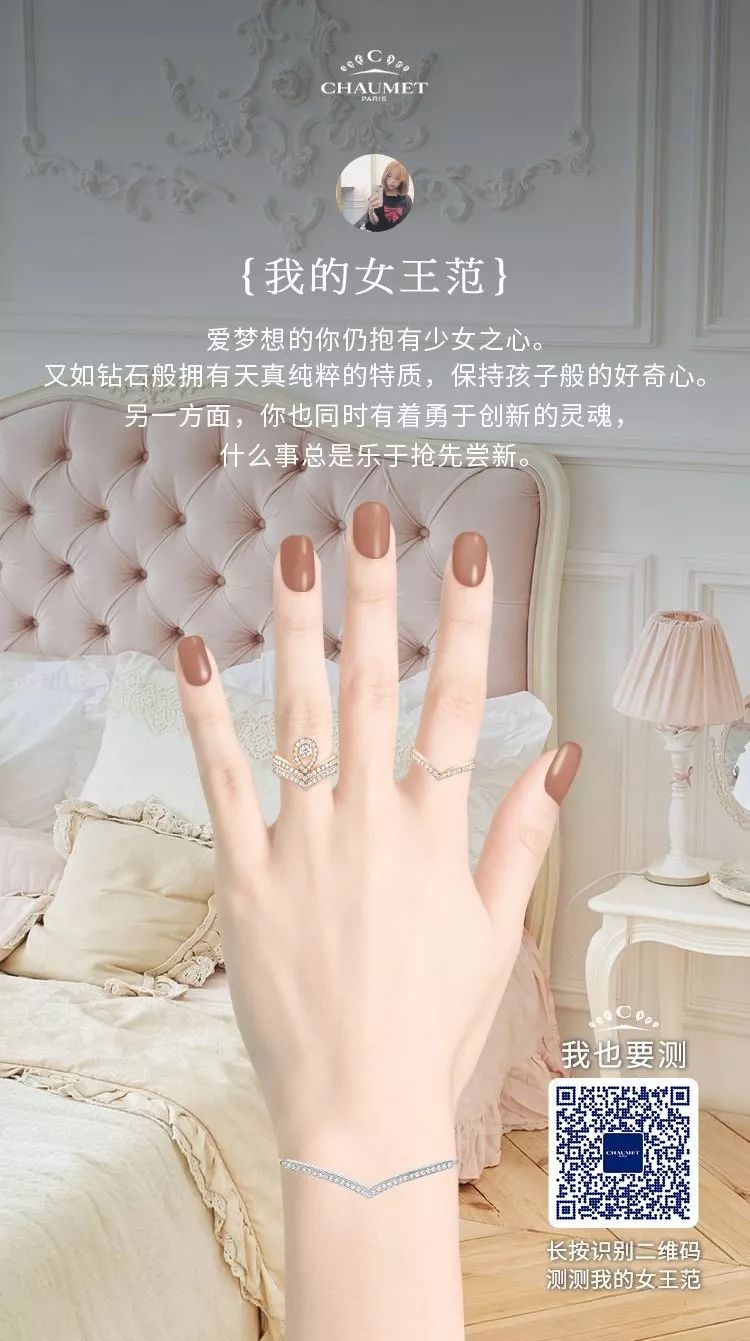 C
CHAUMET
PARIS
{我的女王范}
爱梦想的你仍抱有少女之心。
又如钻石般拥有天真纯粹的特质，保持孩子般的好奇心。
另一方面，你也同时有着勇于创新的灵魂，
什么事总是乐于抢先尝新。
C
我也要测
CHAUMET
PARIS
长按识别二维码
测测我的女王范